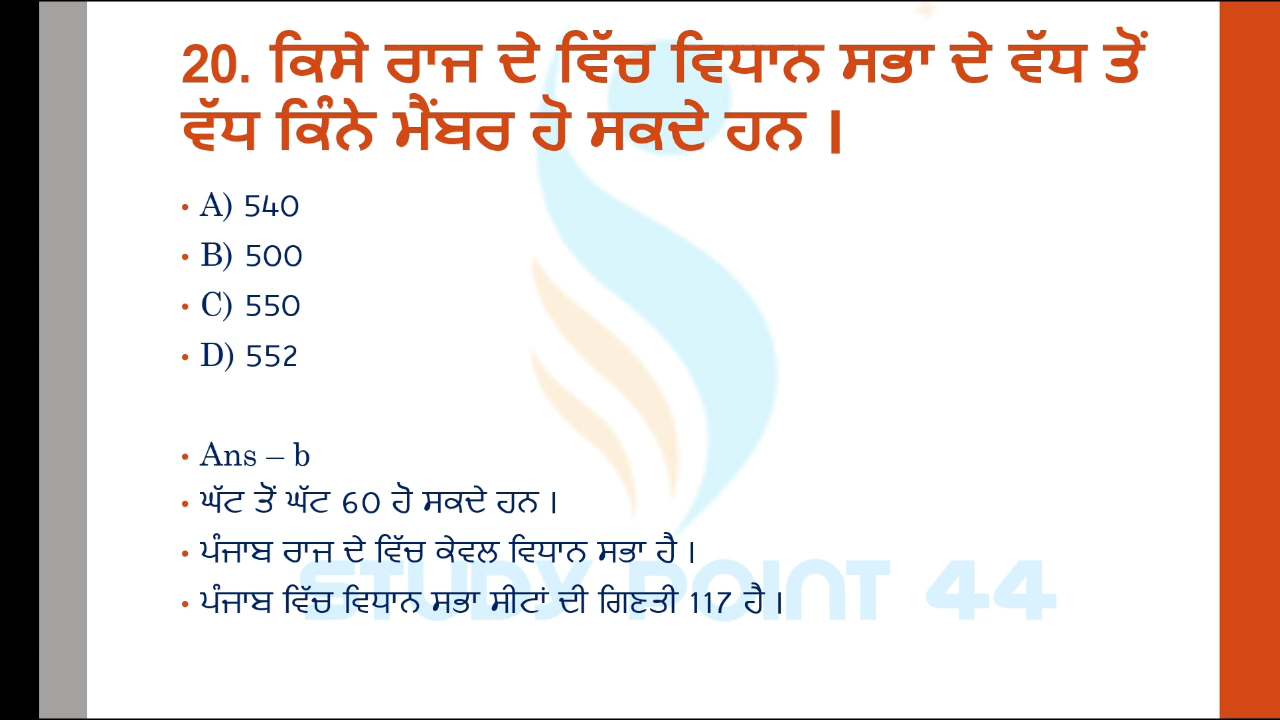 20. ਕਿਸੇ ਰਾਜ ਦੇ ਵਿੱਚ ਵਿਧਾਨ ਸਭਾ ਦੇ ਵੱਧ ਤੋਂ
ਵੱਧ ਕਿੰਨੇ ਮੈਂਬਰ ਹੋ ਸਕਦੇ ਹਨ ।
• A) 540
• B) 500
• C) 550
• D) 552
• Ans – b
• ਘੱਟ ਤੋਂ ਘੱਟ 60 ਹੋ ਸਕਦੇ ਹਨ ।
• ਪੰਜਾਬ ਰਾਜ ਦੇ ਵਿੱਚ ਕੇਵਲ ਵਿਧਾਨ ਸਭਾ ਹੈ ।
• ਪੰਜਾਬ ਵਿੱਚ ਵਿਧਾਨ ਸਭਾ ਸੀਟਾਂ ਦੀ ਗਿਣਤੀ 117 ਹੈ ।
STUDY POINT 44